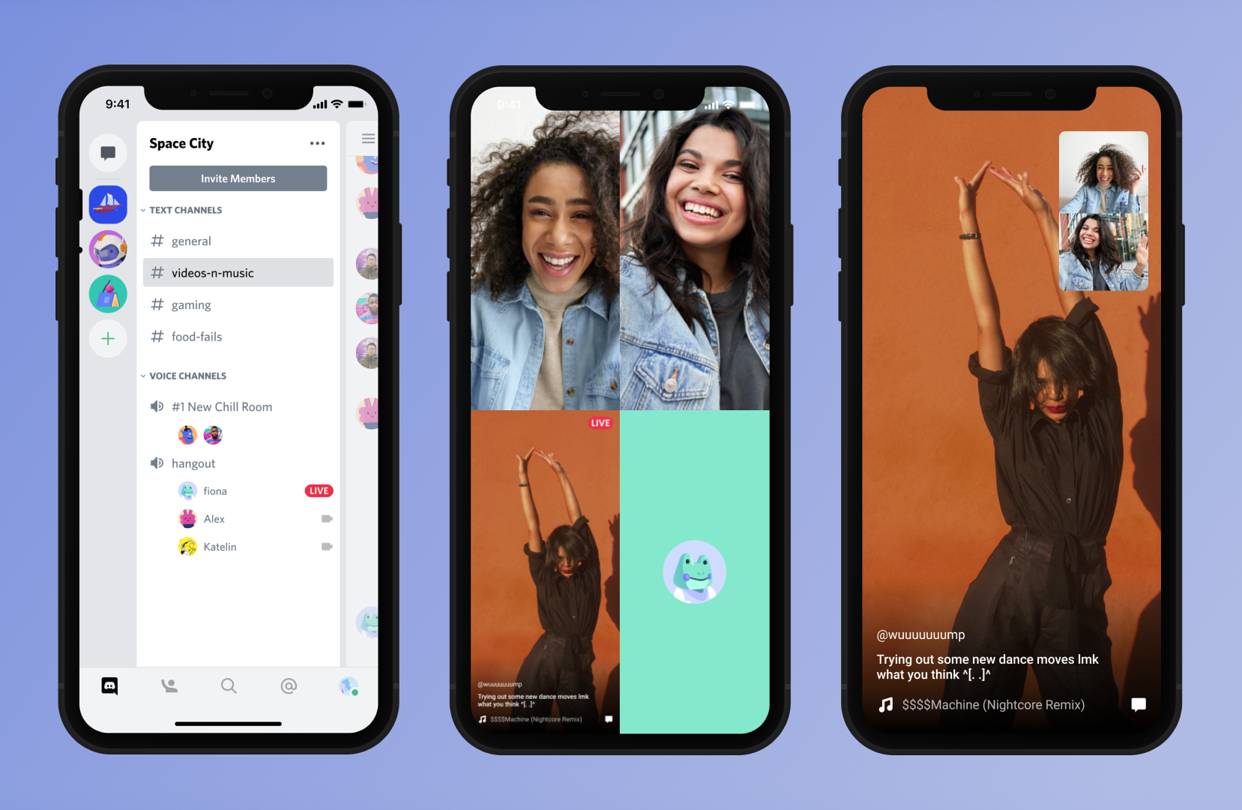 9:41
Space City
Invite Members
TEXT CHANNELS
# general
# videos-n-music
# gaming
# food-fails
VOICE CHANNELS
#1 New Chill Room
hangout
fiona
LIVE
Alex
Katelin
@
9:41
LIVE
@wuuuuuuump
Trying out some new dance moves lmk
what you think ^[. .]^
$$$$Machine (Nightcore Remix)
@wuuuuuuump
Trying out some new dance moves lmk
what you think ^[. .]^
$$$$Machine (Nightcore Remix)